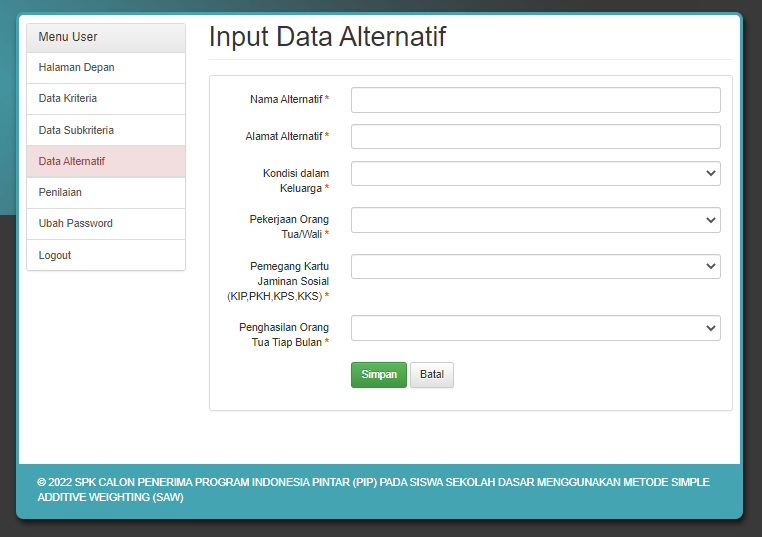 Menu User
Halaman Depan
Data Kriteria
Data Subkriteria
Data Alternatif
Penilaian
Ubah Password
Logout
Input Data Alternatif
Nama Alternatif *
Alamat Alternatif *
Kondisi dalam
Keluarga *
Pekerjaan Orang
Tua/Wali *
Pemegang Kartu
Jaminan Sosial
(KIP,PKH,KPS,KKS) *
Penghasilan Orang
Tua Tiap Bulan *
Simpan Batal
© 2022 SPK CALON PENERIMA PROGRAM INDONESIA PINTAR (PIP) PADA SISWA SEKOLAH DASAR MENGGUNAKAN METODE SIMPLE
ADDITIVE WEIGHTING (SAW)